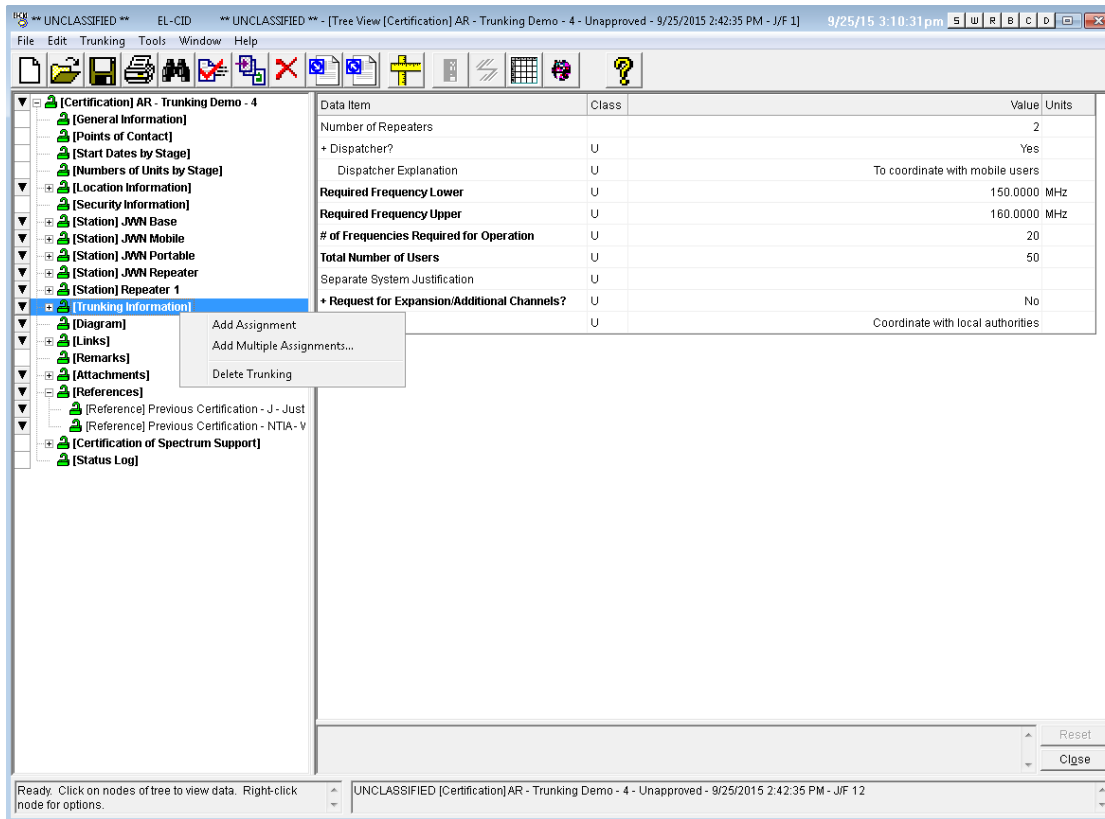 ** UNCLASSIFIED ** EL-CID ** UNCLASSIFIED ** - [Tree View [Certification] AR - Trunking Demo - 4 - Unapproved - 9/25/2015 2:42:35 PM - J/F 1] 9/25/15 3:10:31pm S W R B C D
File Edit Trunking Tools Window Help
[Certification] AR - Trunking Demo - 4
[General Information]
[Points of Contact]
[Start Dates by Stage]
[Numbers of Units by Stage]
[Location Information]
[Security Information]
[Station] JWN Base
[Station] JWN Mobile
[Station] JWN Portable
[Station] JWN Repeater
[Station] Repeater 1
[Trunking Information]
[Diagram]
[Links]
[Remarks]
[Attachments]
[References]
[Reference] Previous Certification - J - Just
[Reference] Previous Certification - NTIA- W
[Certification of Spectrum Support]
[Status Log]
Add Assignment
Add Multiple Assignments...
Delete Trunking
Data Item Class Value Units
Number of Repeaters 2
+ Dispatcher? U Yes
Dispatcher Explanation U To coordinate with mobile users
Required Frequency Lower U 150.0000 MHz
Required Frequency Upper U 160.0000 MHz
# of Frequencies Required for Operation U 20
Total Number of Users U 50
Separate System Justification U
+ Request for Expansion/Additional Channels? U No
U Coordinate with local authorities
Reset
Close
Ready. Click on nodes of tree to view data. Right-click
node for options.
UNCLASSIFIED [Certification] AR - Trunking Demo - 4 - Unapproved - 9/25/2015 2:42:35 PM - J/F 12